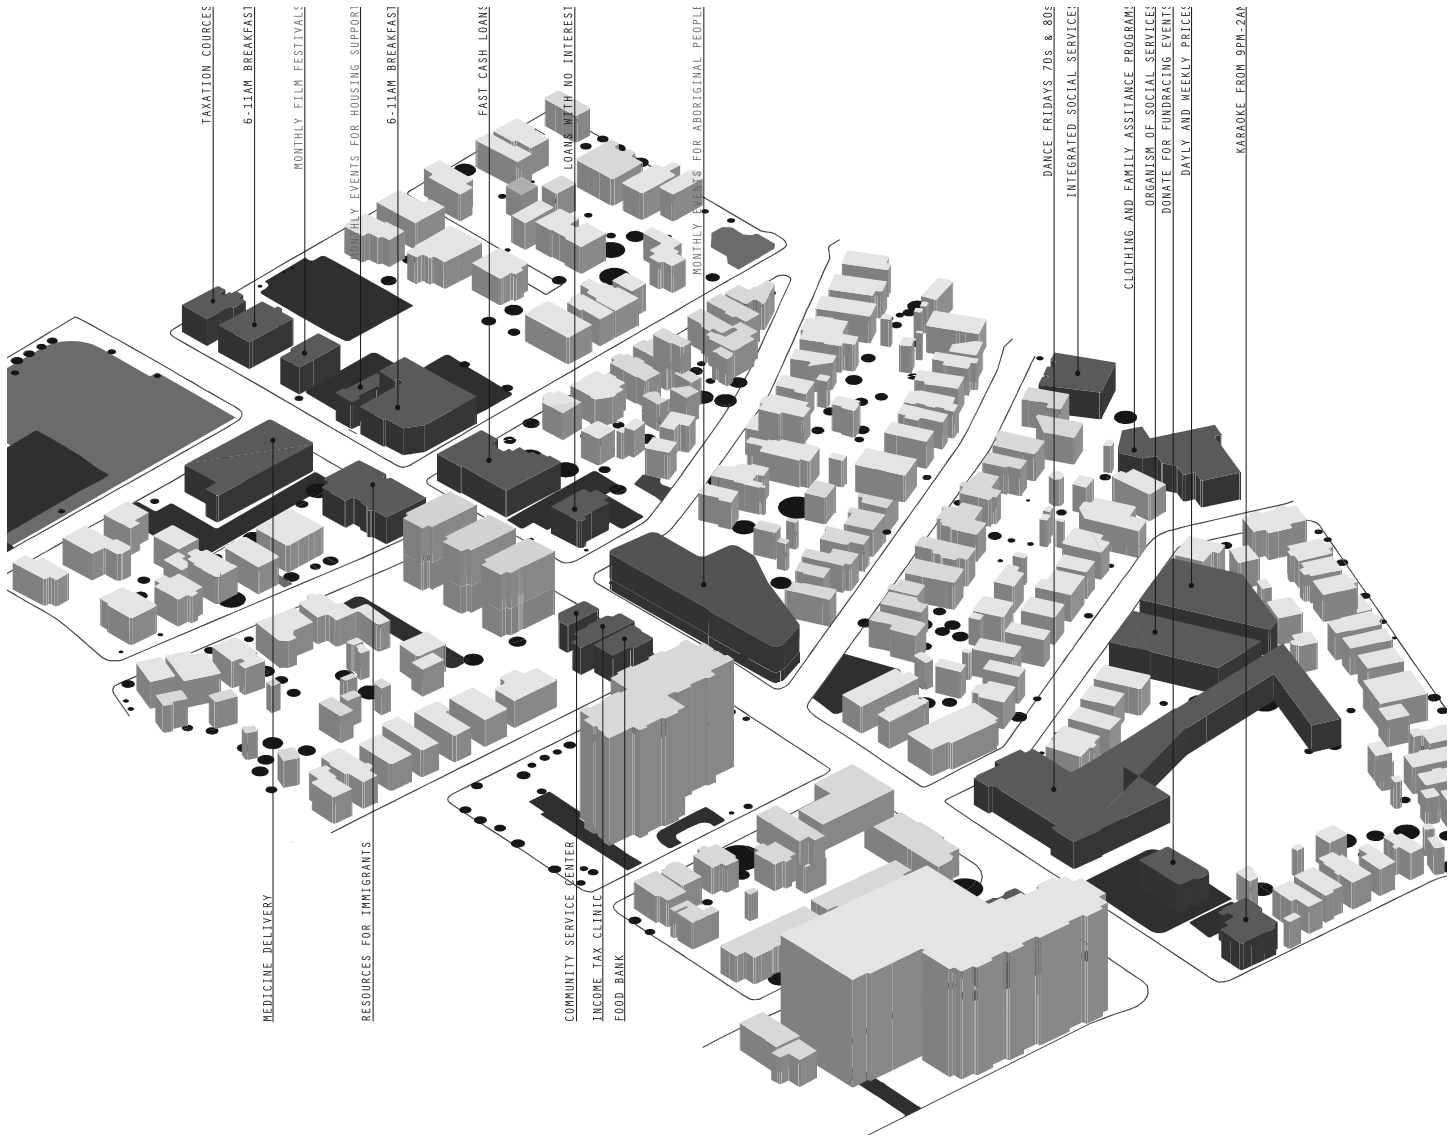 TAXATION COURCES
6-11AM BREAKFAST
MONTHLY FILM FESTIVALS
MONTHLY EVENTS FOR HOUSING SUPPORT
6-11AM BREAKFAST
FAST CASH LOANS
LOANS WITH NO INTEREST
MONTHLY EVENTS FOR ABORIGINAL PEOPLE
DANCE FRIDAYS 70s & 80s
INTEGRATED SOCIAL SERVICES
CLOTHING AND FAMILY ASSITANCE PROGRAMS
ORGANISM OF SOCIAL SERVICES
DONATE FOR FUNDRACING EVENTS
DAYLY AND WEEKLY PRICES
KARAOKE FROM 9PM-2AM
MEDICINE DELIVERY
RESOURCES FOR IMMIGRANTS
COMMUNITY SERVICE CENTER
INCOME TAX CLINIC
FOOD BANK